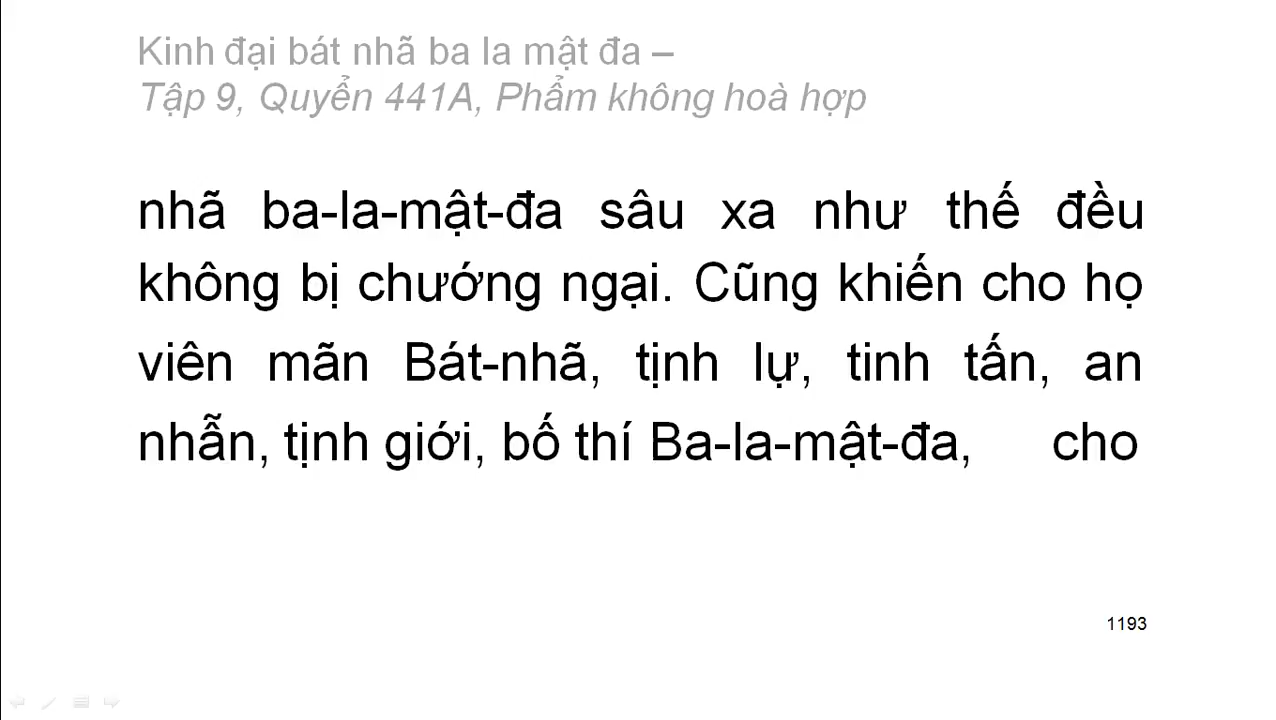 Kinh đại bát nhã ba la mật đa –
Tập 9, Quyển 441A, Phẩm không hoà hợp
nhã ba-la-mật-đa sâu xa như thế đều
không bị chướng ngại. Cũng khiến cho họ
viên mãn Bát-nhã, tịnh lự, tinh tấn, an
nhẫn, tịnh giới, bố thí Ba-la-mật-đa, cho
1193